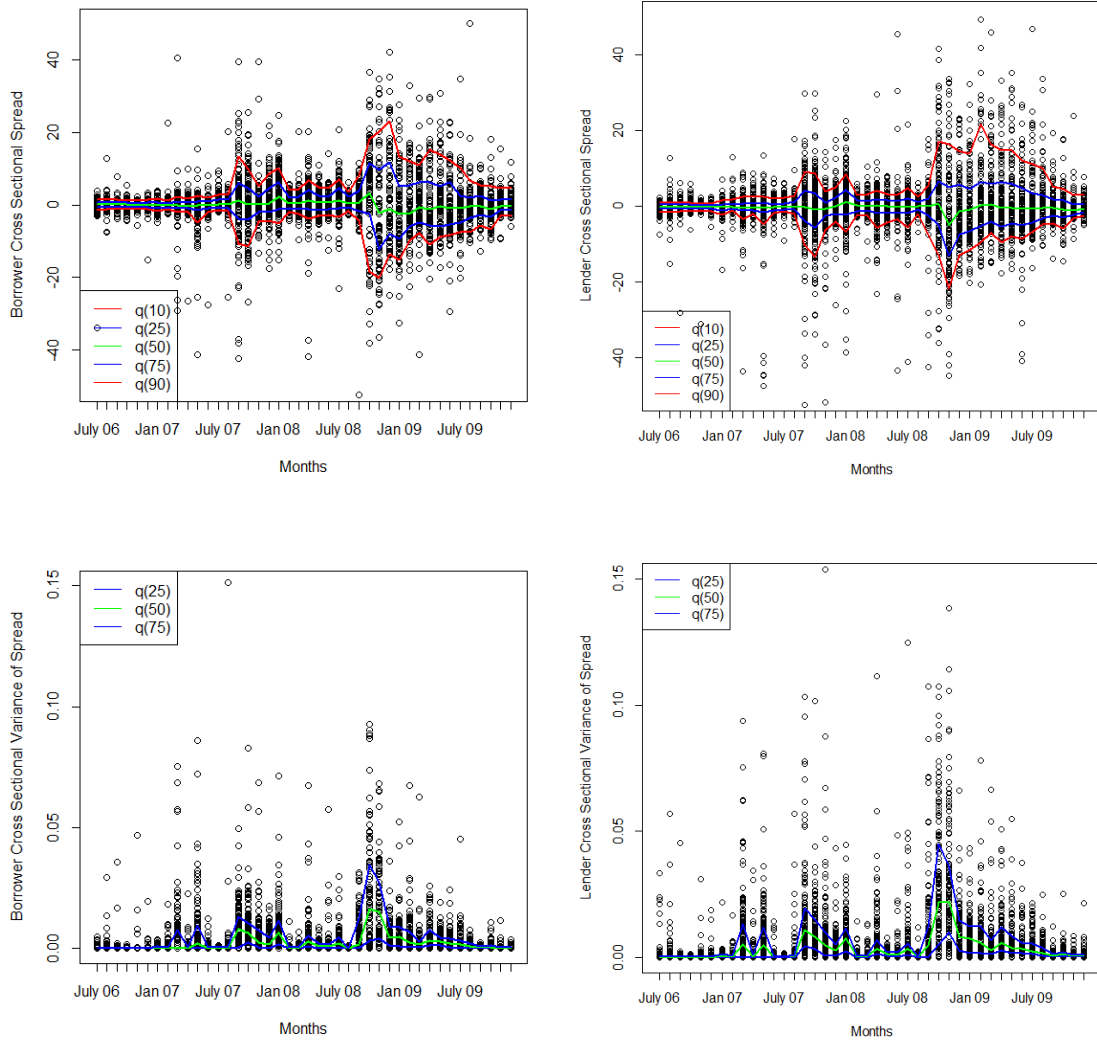 Borrower Cross Sectional Spread
40
20
0
-20
-40
q(10)
q(25)
q(50)
q(75)
q(90)
July 06 Jan 07 July 07 Jan 08 July 08 Jan 09 July 09
Months
Lender Cross Sectional Spread
40
20
0
-20
-40
q(10)
q(25)
q(50)
q(75)
q(90)
July 06 Jan 07 July 07 Jan 08 July 08 Jan 09 July 09
Months
Borrower Cross Sectional Variance of Spread
0.15
0.10
0.05
0.00
q(25)
q(50)
q(75)
July 06 Jan 07 July 07 Jan 08 July 08 Jan 09 July 09
Months
Lender Cross Sectional Variance of Spread
0.15
0.10
0.05
0.00
q(25)
q(50)
q(75)
July 06 Jan 07 July 07 Jan 08 July 08 Jan 09 July 09
Months